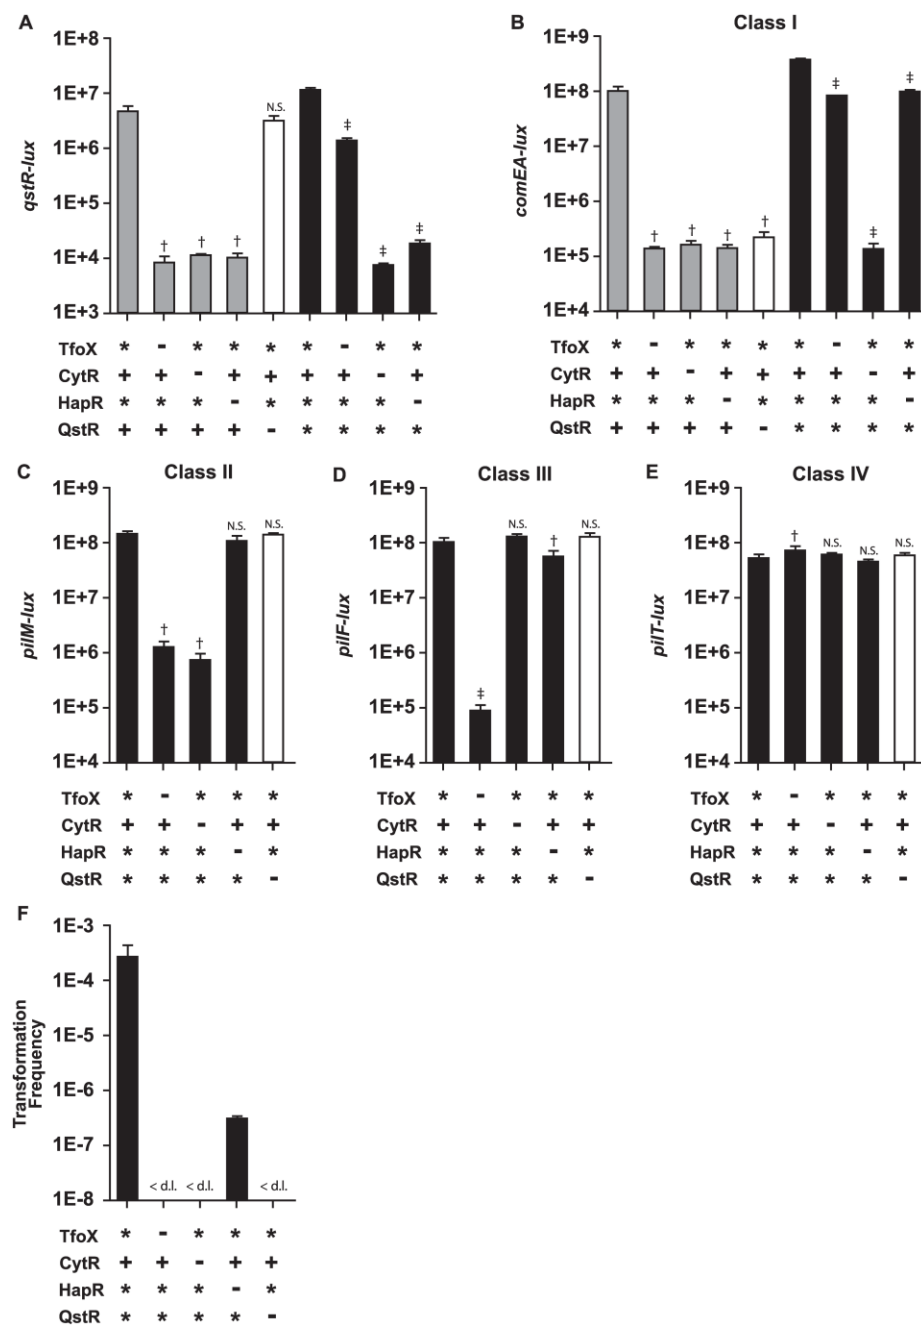 A
1E+8
1E+7
1E+6
1E+5
1E+4
1E+3
qstR-lux
† † † N.S. ‡ ‡ ‡
TfoX * - * * * * - * *
CytR + + - + + + + - +
HapR * * * - * * * * -
QstR + + + + - * * * *
B Class I
1E+9
1E+8
1E+7
1E+6
1E+5
1E+4
comEA-lux
† † † † ‡ ‡ ‡
TfoX * - * * * * - * *
CytR + + - + + + + - +
HapR * * * - * * * * -
QstR + + + + - * * * *
C Class II
1E+9
1E+8
1E+7
1E+6
1E+5
1E+4
pilM-lux
† † N.S. N.S.
TfoX * - * * *
CytR + + - + +
HapR * * * - *
QstR * * * * -
D Class III
1E+9
1E+8
1E+7
1E+6
1E+5
1E+4
pilF-lux
‡ N.S. † N.S.
TfoX * - * * *
CytR + + - + +
HapR * * * - *
QstR * * * * -
E Class IV
1E+9
1E+8
1E+7
1E+6
1E+5
1E+4
pilT-lux
† N.S. N.S. N.S.
TfoX * - * * *
CytR + + - + +
HapR * * * - *
QstR * * * * -
F
1E-3
1E-4
1E-5
1E-6
1E-7
1E-8
Transformation
Frequency
< d.l. < d.l. < d.l.
TfoX * - * * *
CytR + + - + +
HapR * * * - *
QstR * * * * -